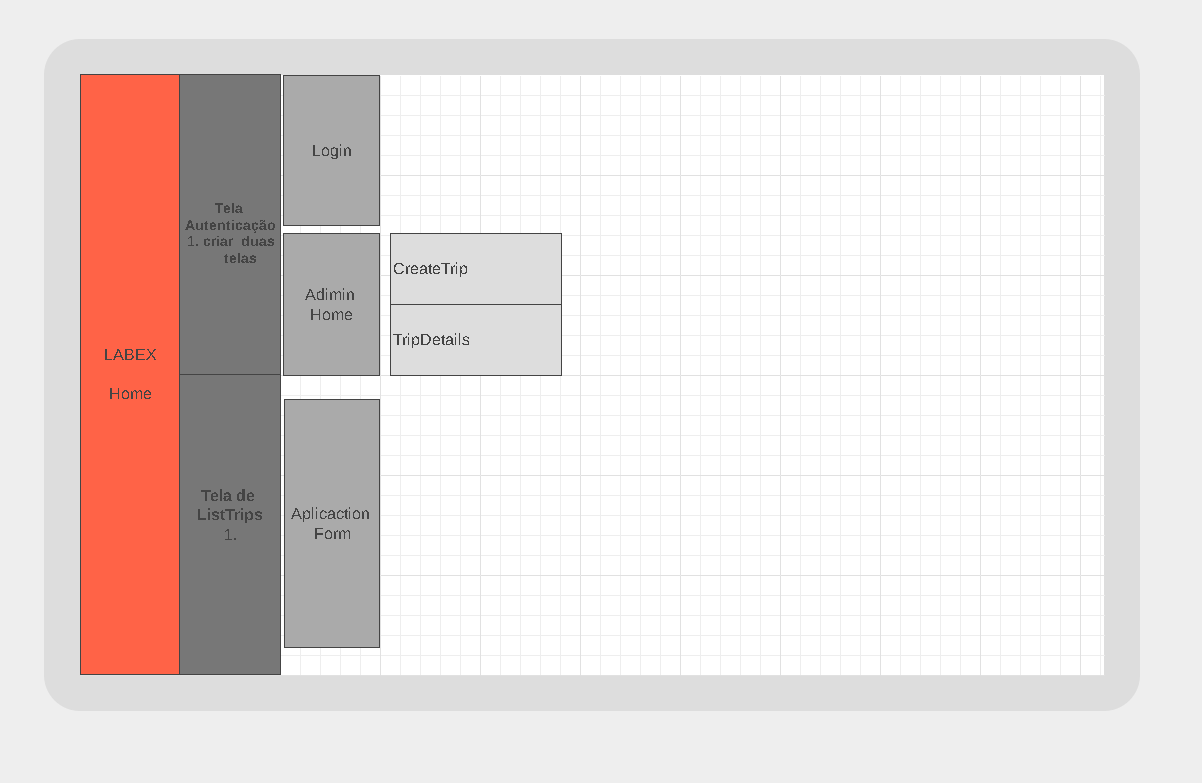 LABEX
Home
Tela
Autenticação
1. criar duas
telas
Tela de
ListTrips
1.
Login
Adimin
Home
CreateTrip
TripDetails
Aplicaction
Form